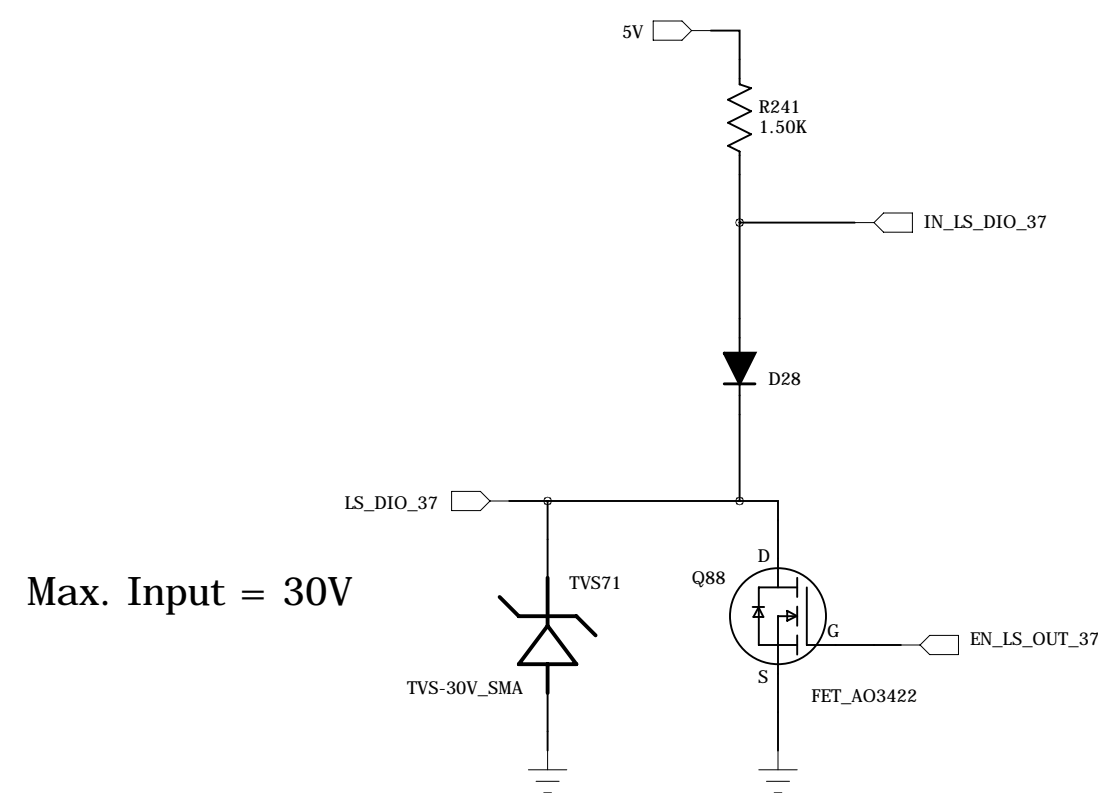 5V
R241
1.50K
IN_LS_DIO_37
D28
LS_DIO_37
Max. Input = 30V
TVS71
TVS-30V_SMA
Q88
D
G
S
EN_LS_OUT_37
FET_AO3422